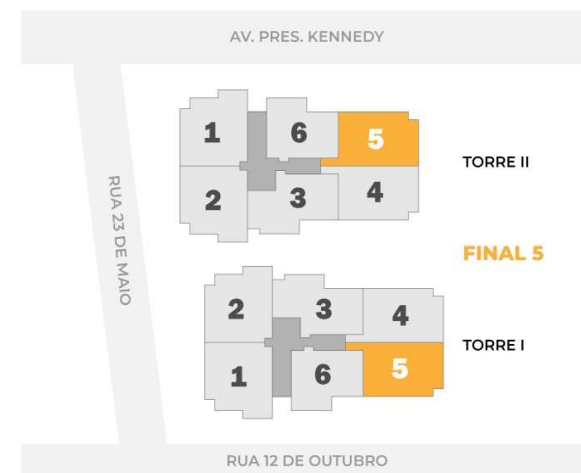 AV. PRES. KENNEDY
RUA 23 DE MAIO
1
6
5
2
3
4
TORRE II
FINAL 5
2
3
4
1
6
5
TORRE I
RUA 12 DE OUTUBRO